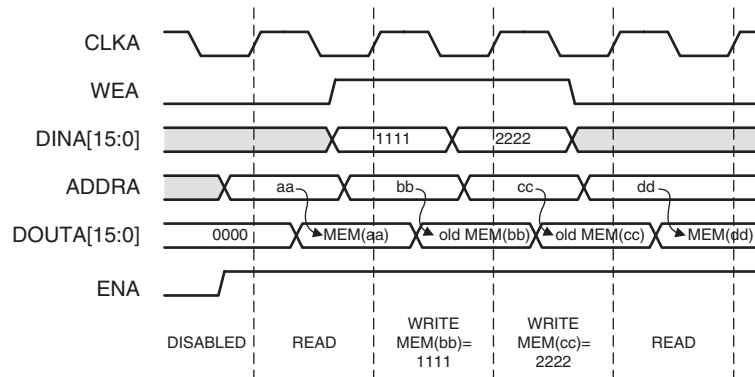 CLKA
WEA
DINA[15:0] 1111 2222
ADDRA aa bb cc dd
DOUTA[15:0] 0000 MEM(aa) old MEM(bb) old MEM(cc) MEM(dd)
ENA
DISABLED READ WRITE MEM(bb)= 1111 WRITE MEM(cc)= 2222 READ